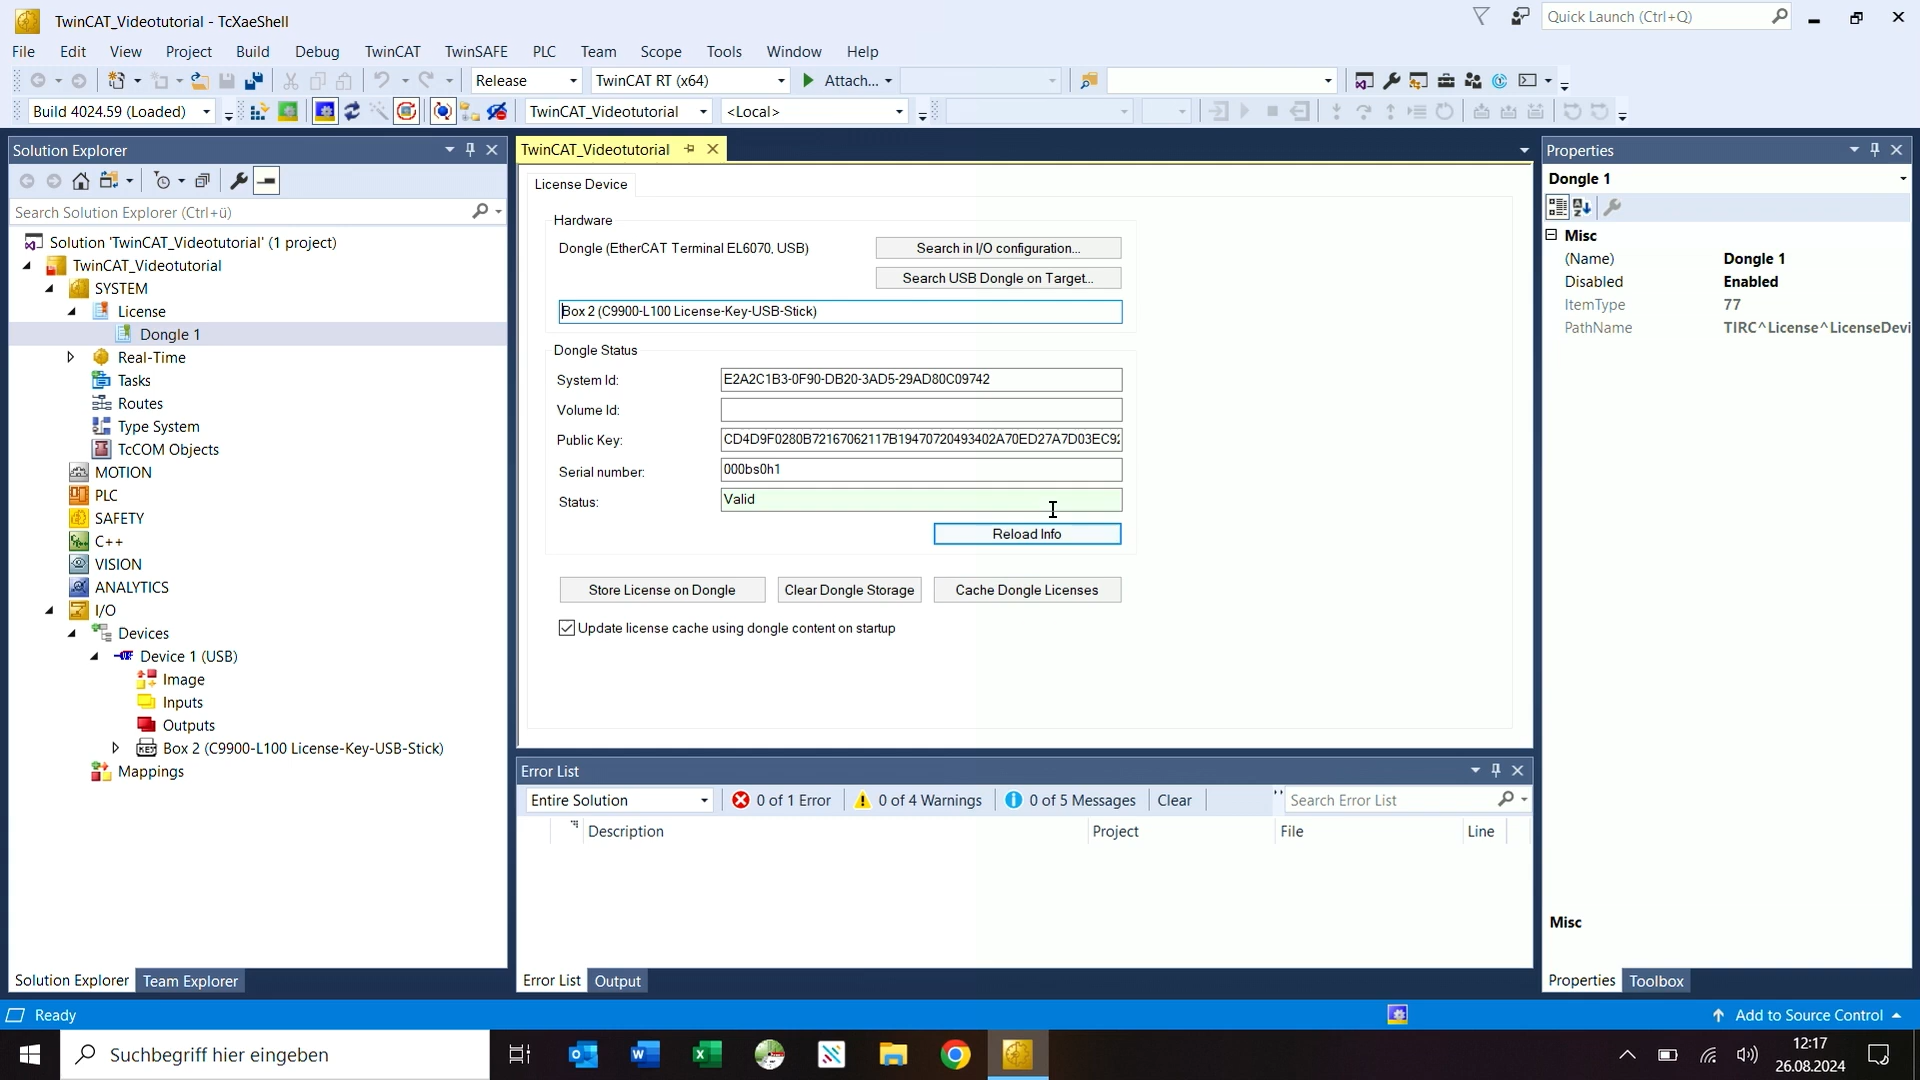 TwinCAT_Videotutorial - TcXaeShell
Quick Launch (Ctrl+Q)
File Edit View Project Build Debug TwinCAT TwinSAFE PLC Team Scope Tools Window Help
Release TwinCAT RT (x64) Attach...
Build 4024.59 (Loaded) TwinCAT_Videotutorial <Local>
Solution Explorer
Search Solution Explorer (Ctrl+ü)
Solution 'TwinCAT_Videotutorial' (1 project)
TwinCAT_Videotutorial
SYSTEM
License
Dongle 1
Real-Time
Tasks
Routes
Type System
TcCOM Objects
MOTION
PLC
SAFETY
C++
VISION
ANALYTICS
I/O
Devices
Device 1 (USB)
Image
Inputs
Outputs
KEY Box 2 (C9900-L100 License-Key-USB-Stick)
Mappings
Solution Explorer Team Explorer
TwinCAT_Videotutorial
License Device
Hardware
Dongle (EtherCAT Terminal EL6070, USB) Search in I/O configuration...
Search USB Dongle on Target...
Box 2 (C9900-L100 License-Key-USB-Stick)
Dongle Status
System Id: E2A2C1B3-0F90-DB20-3AD5-29AD80C09742
Volume Id:
Public Key: CD4D9F0280B72167062117B19470720493402A70ED27A7D03EC92
Serial number: 000bs0h1
Status: Valid
Reload Info
Store License on Dongle Clear Dongle Storage Cache Dongle Licenses
Update license cache using dongle content on startup
Error List
Entire Solution 0 of 1 Error 0 of 4 Warnings 0 of 5 Messages Clear Search Error List
Description Project File Line
Error List Output
Properties
Dongle 1
Misc
(Name) Dongle 1
Disabled Enabled
ItemType 77
PathName TIRC^License^LicenseDevi
Misc
Properties Toolbox
Ready Add to Source Control
Suchbegriff hier eingeben
12:17
26.08.2024